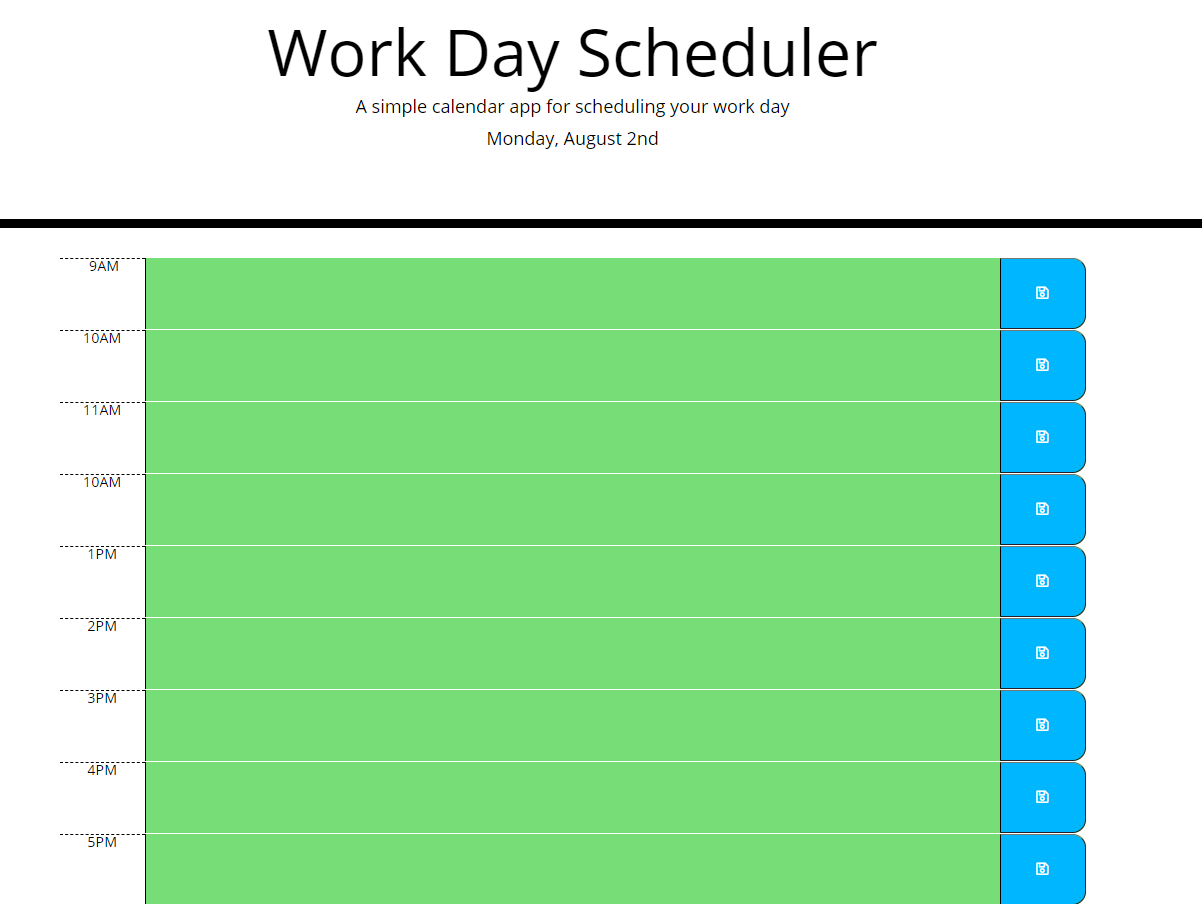 Work Day Scheduler
A simple calendar app for scheduling your work day
Monday, August 2nd
9AM
10AM
11AM
10AM
1PM
2PM
3PM
4PM
5PM